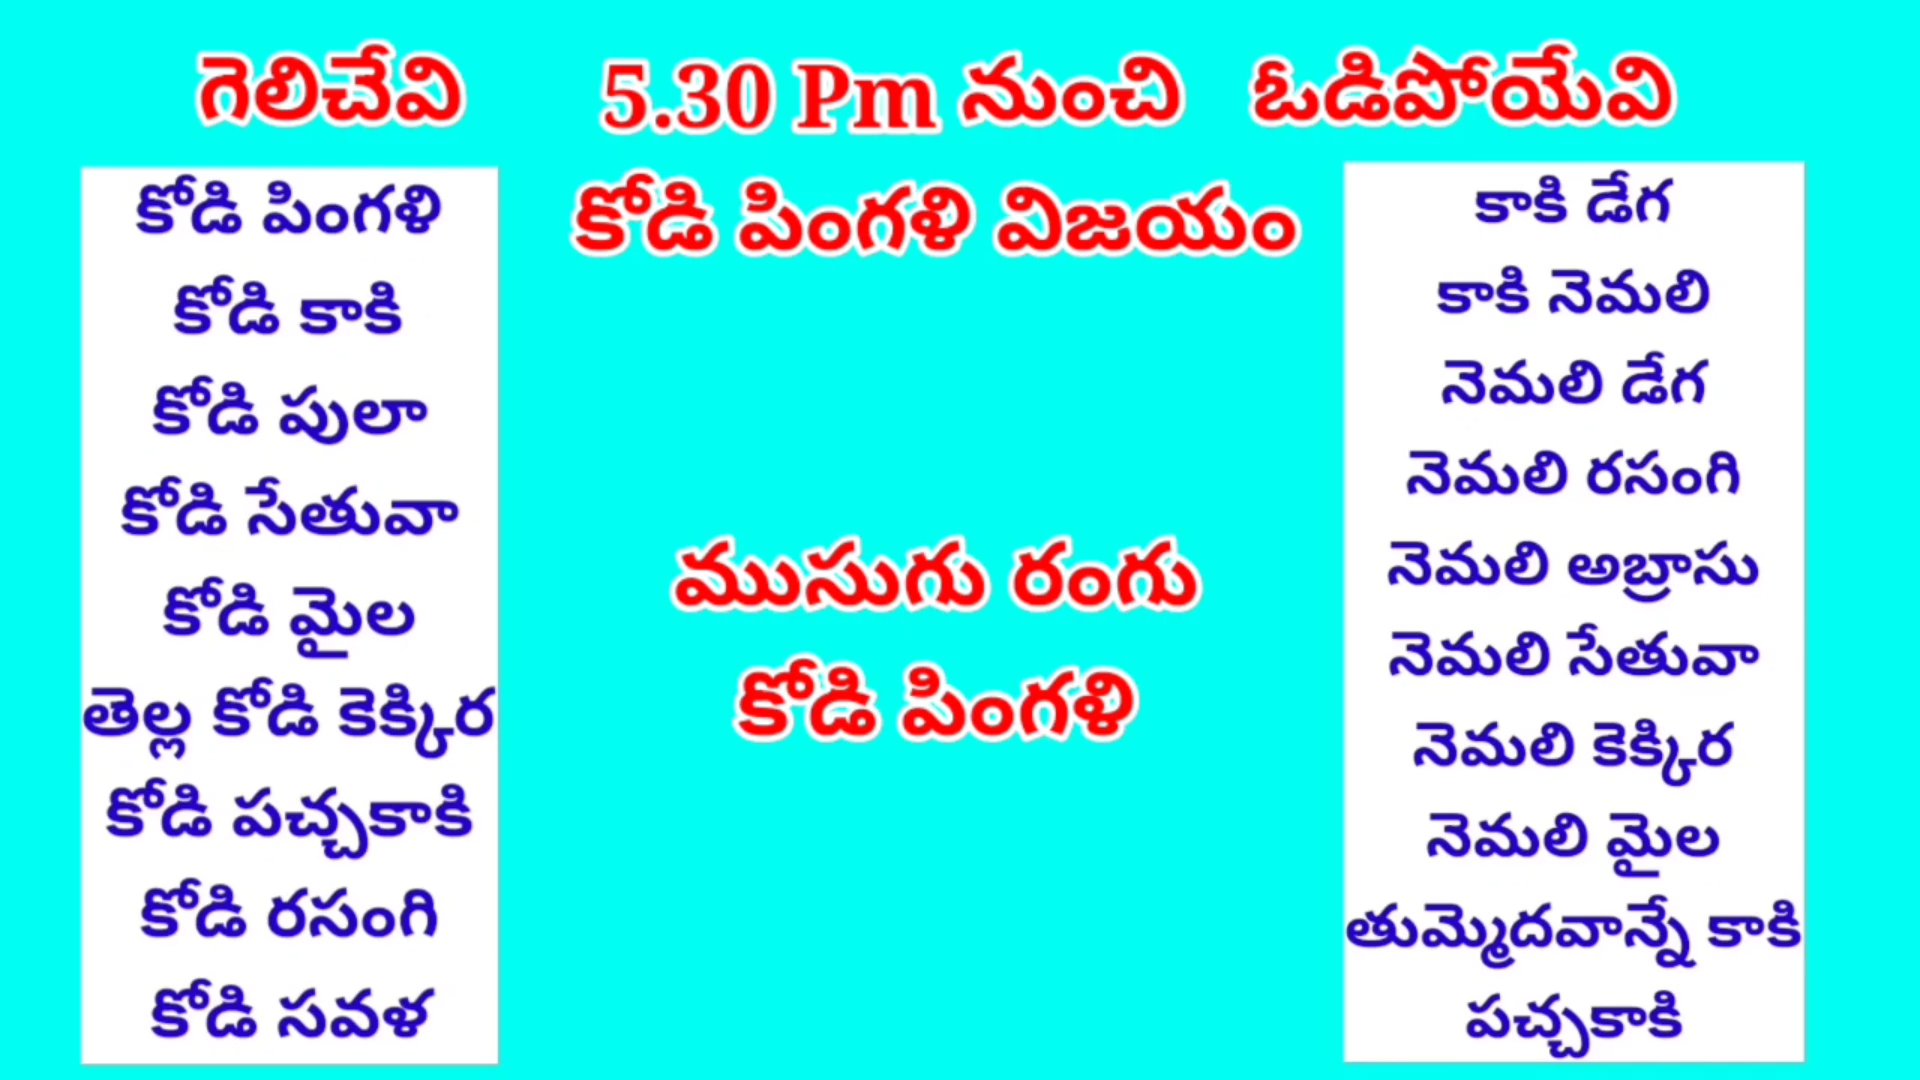 గెలిచేవి
కోడి పింగళి
కోడి కాకి
కోడి పులా
కోడి సేతువా
కోడి మైల
తెల్ల కోడి కెక్కిర
కోడి పచ్చకాకి
కోడి రసంగి
కోడి సవళ
5.30 Pm నుంచి
కోడి పింగళి విజయం
ముసుగు రంగు
కోడి పింగళి
ఓడిపోయేవి
కాకి డేగ
కాకి నెమలి
నెమలి డేగ
నెమలి రసంగి
నెమలి అబ్రాసు
నెమలి సేతువా
నెమలి కెక్కిర
నెమలి మైల
తుమ్మెదవాన్నే కాకి
పచ్చకాకి